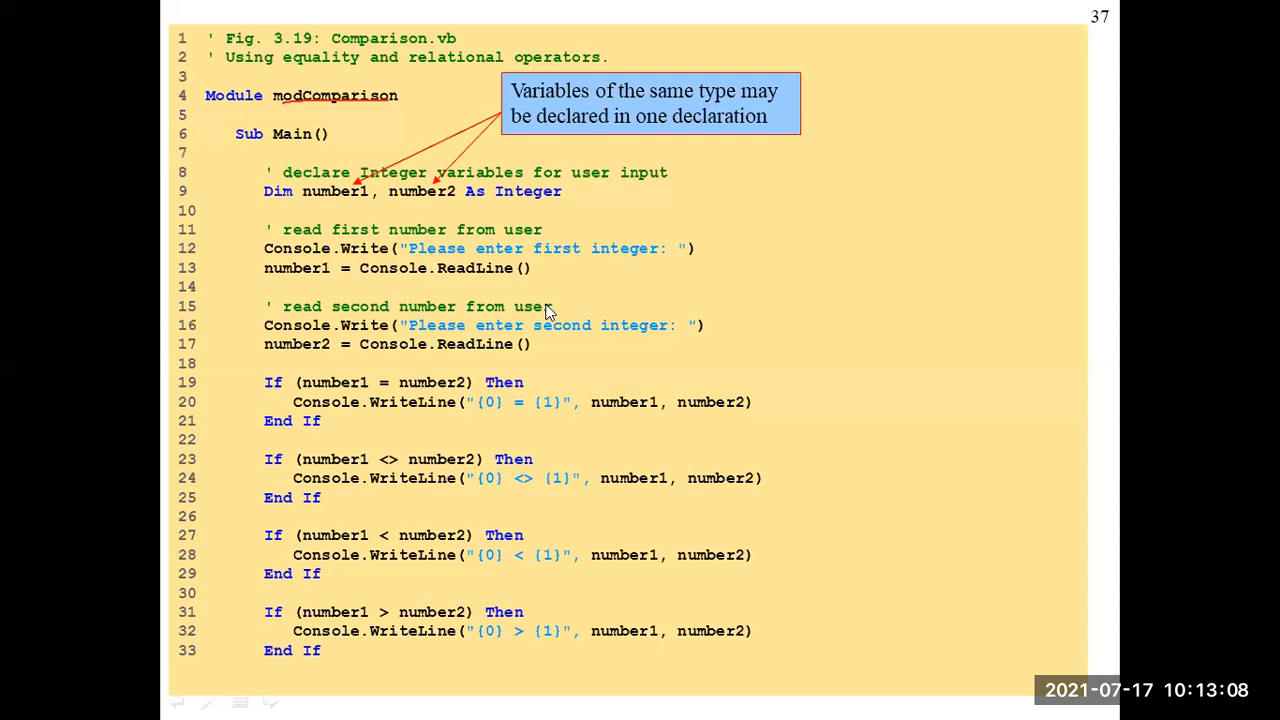 37
1 ' Fig. 3.19: Comparison.vb
2 ' Using equality and relational operators.
3
4 Module modComparison
Variables of the same type may
be declared in one declaration
5
6 Sub Main()
7
8 ' declare Integer variables for user input
9 Dim number1, number2 As Integer
10
11 ' read first number from user
12 Console.Write("Please enter first integer: ")
13 number1 = Console.ReadLine()
14
15 ' read second number from user
16 Console.Write("Please enter second integer: ")
17 number2 = Console.ReadLine()
18
19 If (number1 = number2) Then
20 Console.WriteLine("{0} = {1}", number1, number2)
21 End If
22
23 If (number1 <> number2) Then
24 Console.WriteLine("{0} <> {1}", number1, number2)
25 End If
26
27 If (number1 < number2) Then
28 Console.WriteLine("{0} < {1}", number1, number2)
29 End If
30
31 If (number1 > number2) Then
32 Console.WriteLine("{0} > {1}", number1, number2)
33 End If
2021-07-17 10:13:08